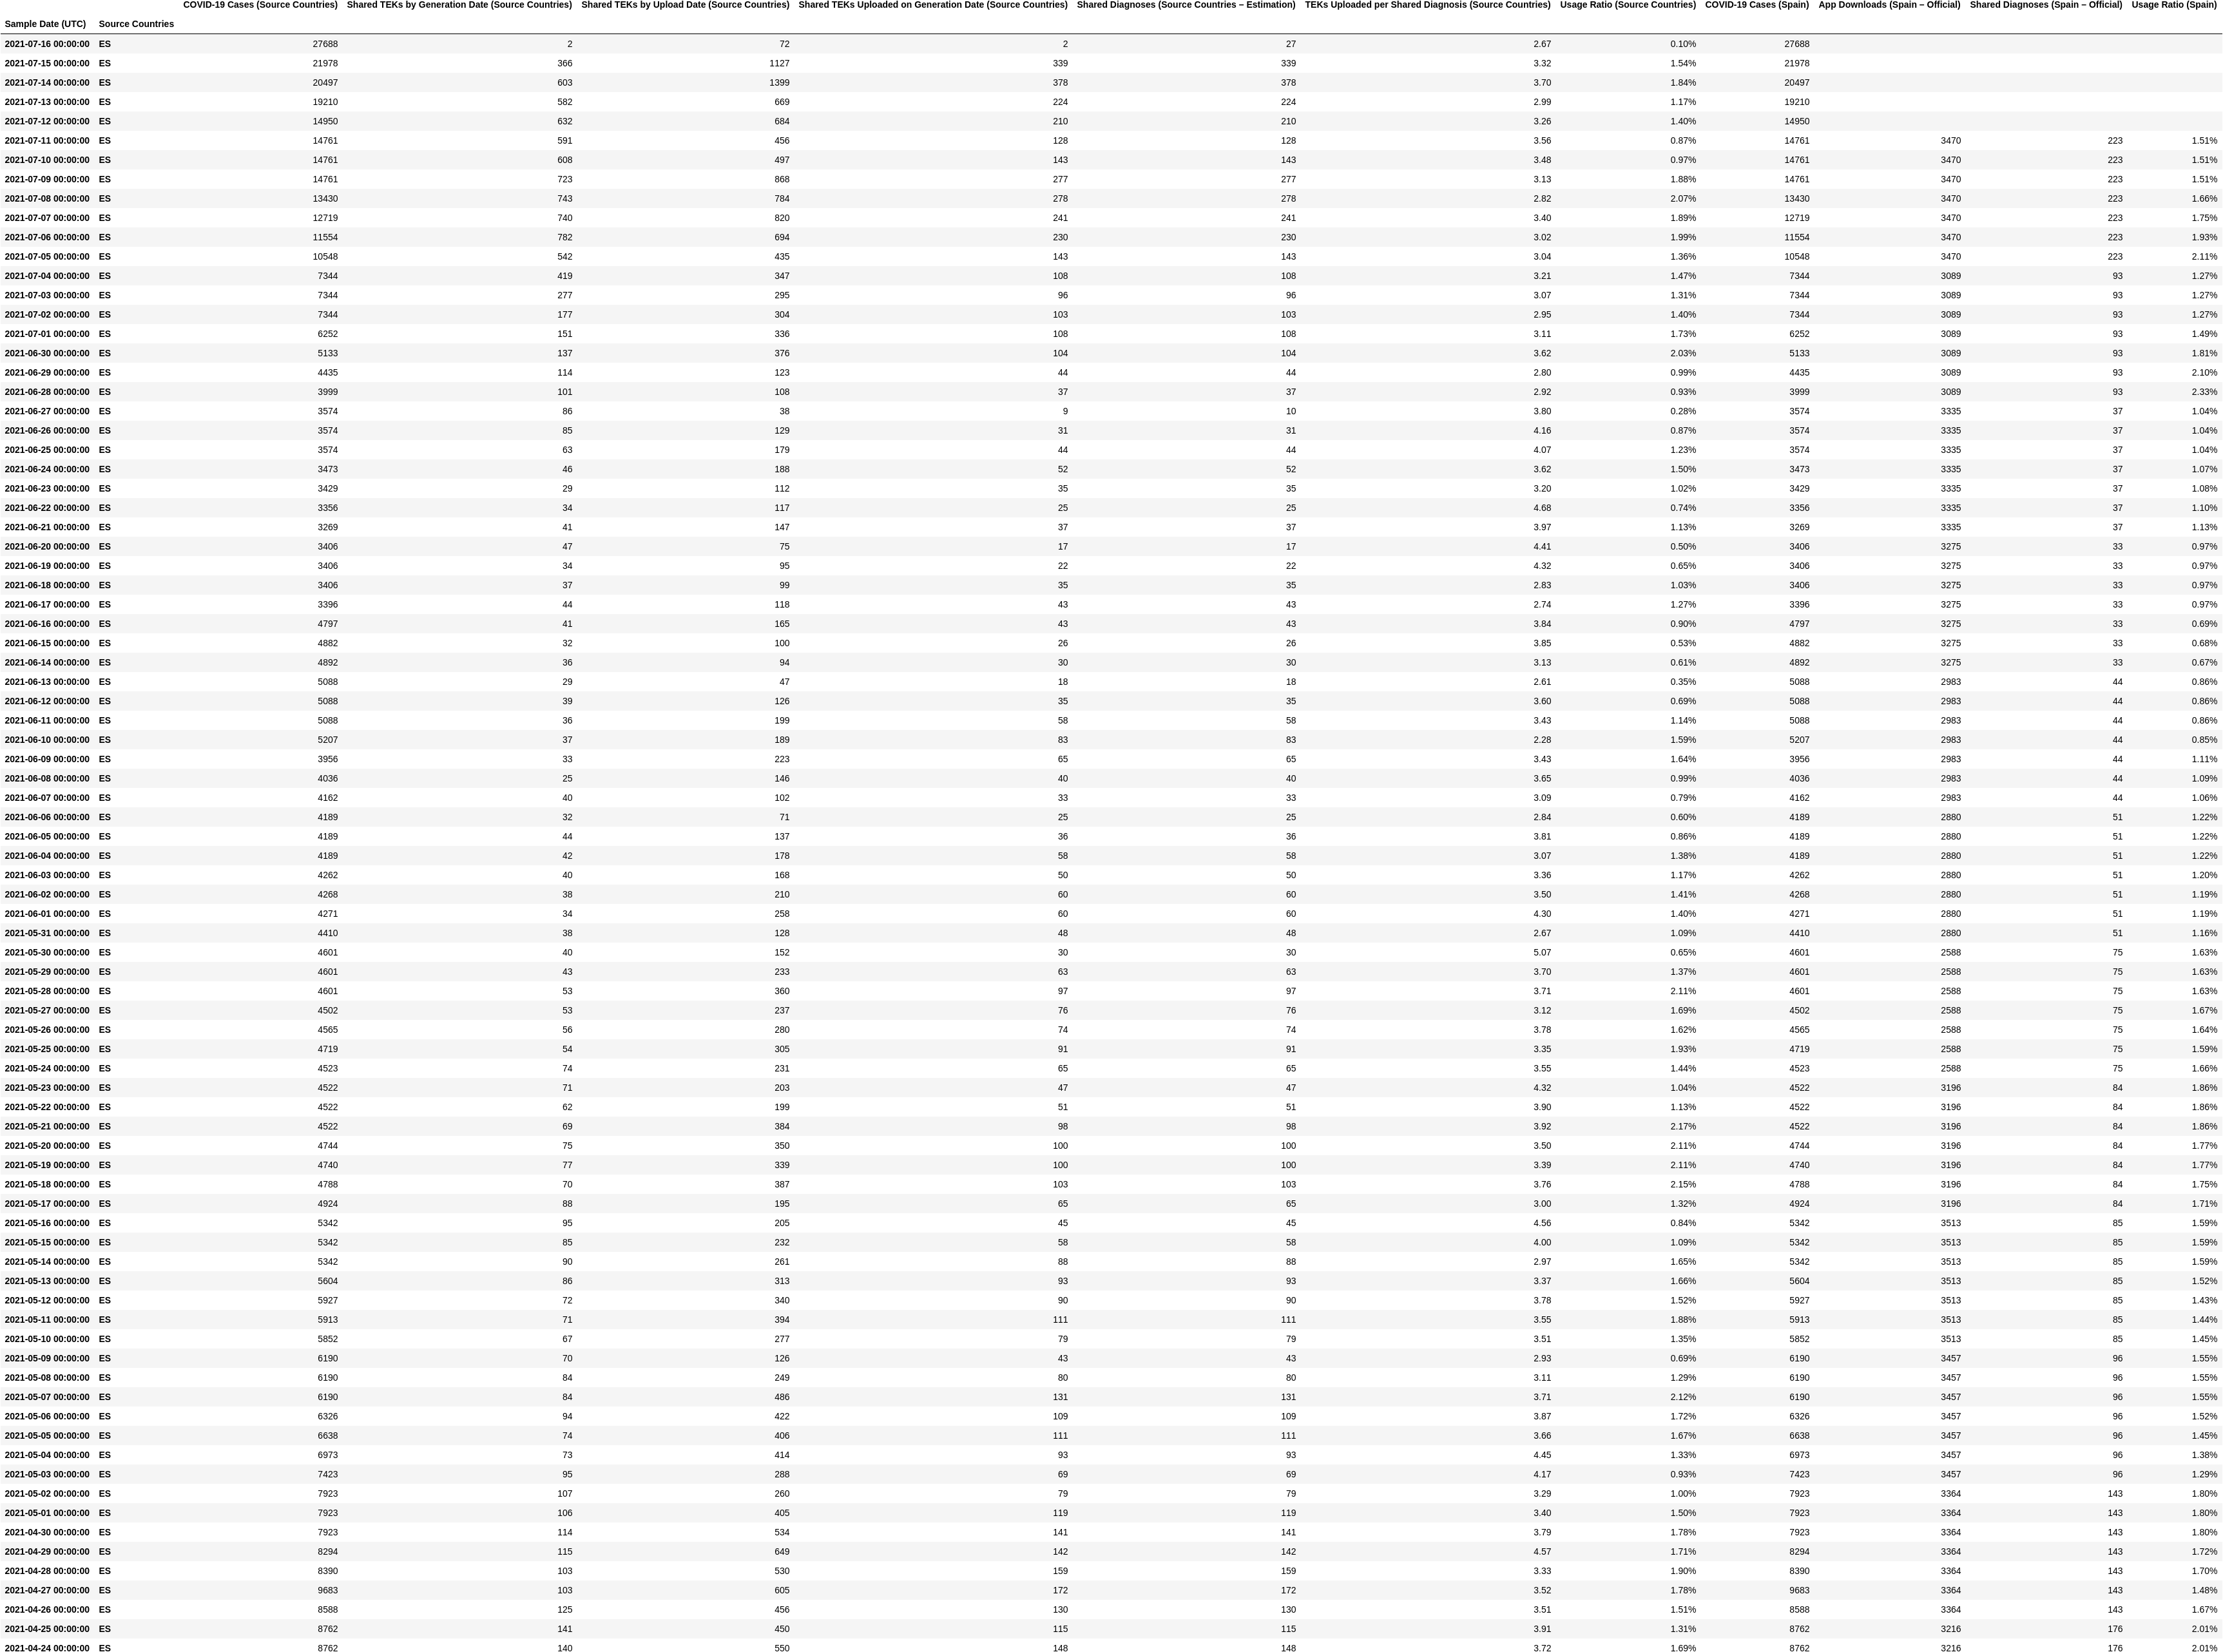 COVID-19 Cases (Source Countries) Shared TEKs by Generation Date (Source Countries) Shared TEKs by Upload Date (Source Countries) Shared TEKs Uploaded on Generation Date (Source Countries) Shared Diagnoses (Source Countries – Estimation) TEKs Uploaded per Shared Diagnosis (Source Countries) Usage Ratio (Source Countries) COVID-19 Cases (Spain) App Downloads (Spain – Official) Shared Diagnoses (Spain – Official) Usage Ratio (Spain)
Sample Date (UTC) Source Countries
2021-07-16 00:00:00 ES 27688 2 72 2 27 2.67 0.10% 27688
2021-07-15 00:00:00 ES 21978 366 1127 339 339 3.32 1.54% 21978
2021-07-14 00:00:00 ES 20497 603 1399 378 378 3.70 1.84% 20497
2021-07-13 00:00:00 ES 19210 582 669 224 224 2.99 1.17% 19210
2021-07-12 00:00:00 ES 14950 632 684 210 210 3.26 1.40% 14950
2021-07-11 00:00:00 ES 14761 591 456 128 128 3.56 0.87% 14761 3470 223 1.51%
2021-07-10 00:00:00 ES 14761 608 497 143 143 3.48 0.97% 14761 3470 223 1.51%
2021-07-09 00:00:00 ES 14761 723 868 277 277 3.13 1.88% 14761 3470 223 1.51%
2021-07-08 00:00:00 ES 13430 743 784 278 278 2.82 2.07% 13430 3470 223 1.66%
2021-07-07 00:00:00 ES 12719 740 820 241 241 3.40 1.89% 12719 3470 223 1.75%
2021-07-06 00:00:00 ES 11554 782 694 230 230 3.02 1.99% 11554 3470 223 1.93%
2021-07-05 00:00:00 ES 10548 542 435 143 143 3.04 1.36% 10548 3470 223 2.11%
2021-07-04 00:00:00 ES 7344 419 347 108 108 3.21 1.47% 7344 3089 93 1.27%
2021-07-03 00:00:00 ES 7344 277 295 96 96 3.07 1.31% 7344 3089 93 1.27%
2021-07-02 00:00:00 ES 7344 177 304 103 103 2.95 1.40% 7344 3089 93 1.27%
2021-07-01 00:00:00 ES 6252 151 336 108 108 3.11 1.73% 6252 3089 93 1.49%
2021-06-30 00:00:00 ES 5133 137 376 104 104 3.62 2.03% 5133 3089 93 1.81%
2021-06-29 00:00:00 ES 4435 114 123 44 44 2.80 0.99% 4435 3089 93 2.10%
2021-06-28 00:00:00 ES 3999 101 108 37 37 2.92 0.93% 3999 3089 93 2.33%
2021-06-27 00:00:00 ES 3574 86 38 9 10 3.80 0.28% 3574 3335 37 1.04%
2021-06-26 00:00:00 ES 3574 85 129 31 31 4.16 0.87% 3574 3335 37 1.04%
2021-06-25 00:00:00 ES 3574 63 179 44 44 4.07 1.23% 3574 3335 37 1.04%
2021-06-24 00:00:00 ES 3473 46 188 52 52 3.62 1.50% 3473 3335 37 1.07%
2021-06-23 00:00:00 ES 3429 29 112 35 35 3.20 1.02% 3429 3335 37 1.08%
2021-06-22 00:00:00 ES 3356 34 117 25 25 4.68 0.74% 3356 3335 37 1.10%
2021-06-21 00:00:00 ES 3269 41 147 37 37 3.97 1.13% 3269 3335 37 1.13%
2021-06-20 00:00:00 ES 3406 47 75 17 17 4.41 0.50% 3406 3275 33 0.97%
2021-06-19 00:00:00 ES 3406 34 95 22 22 4.32 0.65% 3406 3275 33 0.97%
2021-06-18 00:00:00 ES 3406 37 99 35 35 2.83 1.03% 3406 3275 33 0.97%
2021-06-17 00:00:00 ES 3396 44 118 43 43 2.74 1.27% 3396 3275 33 0.97%
2021-06-16 00:00:00 ES 4797 41 165 43 43 3.84 0.90% 4797 3275 33 0.69%
2021-06-15 00:00:00 ES 4882 32 100 26 26 3.85 0.53% 4882 3275 33 0.68%
2021-06-14 00:00:00 ES 4892 36 94 30 30 3.13 0.61% 4892 3275 33 0.67%
2021-06-13 00:00:00 ES 5088 29 47 18 18 2.61 0.35% 5088 2983 44 0.86%
2021-06-12 00:00:00 ES 5088 39 126 35 35 3.60 0.69% 5088 2983 44 0.86%
2021-06-11 00:00:00 ES 5088 36 199 58 58 3.43 1.14% 5088 2983 44 0.86%
2021-06-10 00:00:00 ES 5207 37 189 83 83 2.28 1.59% 5207 2983 44 0.85%
2021-06-09 00:00:00 ES 3956 33 223 65 65 3.43 1.64% 3956 2983 44 1.11%
2021-06-08 00:00:00 ES 4036 25 146 40 40 3.65 0.99% 4036 2983 44 1.09%
2021-06-07 00:00:00 ES 4162 40 102 33 33 3.09 0.79% 4162 2983 44 1.06%
2021-06-06 00:00:00 ES 4189 32 71 25 25 2.84 0.60% 4189 2880 51 1.22%
2021-06-05 00:00:00 ES 4189 44 137 36 36 3.81 0.86% 4189 2880 51 1.22%
2021-06-04 00:00:00 ES 4189 42 178 58 58 3.07 1.38% 4189 2880 51 1.22%
2021-06-03 00:00:00 ES 4262 40 168 50 50 3.36 1.17% 4262 2880 51 1.20%
2021-06-02 00:00:00 ES 4268 38 210 60 60 3.50 1.41% 4268 2880 51 1.19%
2021-06-01 00:00:00 ES 4271 34 258 60 60 4.30 1.40% 4271 2880 51 1.19%
2021-05-31 00:00:00 ES 4410 38 128 48 48 2.67 1.09% 4410 2880 51 1.16%
2021-05-30 00:00:00 ES 4601 40 152 30 30 5.07 0.65% 4601 2588 75 1.63%
2021-05-29 00:00:00 ES 4601 43 233 63 63 3.70 1.37% 4601 2588 75 1.63%
2021-05-28 00:00:00 ES 4601 53 360 97 97 3.71 2.11% 4601 2588 75 1.63%
2021-05-27 00:00:00 ES 4502 53 237 76 76 3.12 1.69% 4502 2588 75 1.67%
2021-05-26 00:00:00 ES 4565 56 280 74 74 3.78 1.62% 4565 2588 75 1.64%
2021-05-25 00:00:00 ES 4719 54 305 91 91 3.35 1.93% 4719 2588 75 1.59%
2021-05-24 00:00:00 ES 4523 74 231 65 65 3.55 1.44% 4523 2588 75 1.66%
2021-05-23 00:00:00 ES 4522 71 203 47 47 4.32 1.04% 4522 3196 84 1.86%
2021-05-22 00:00:00 ES 4522 62 199 51 51 3.90 1.13% 4522 3196 84 1.86%
2021-05-21 00:00:00 ES 4522 69 384 98 98 3.92 2.17% 4522 3196 84 1.86%
2021-05-20 00:00:00 ES 4744 75 350 100 100 3.50 2.11% 4744 3196 84 1.77%
2021-05-19 00:00:00 ES 4740 77 339 100 100 3.39 2.11% 4740 3196 84 1.77%
2021-05-18 00:00:00 ES 4788 70 387 103 103 3.76 2.15% 4788 3196 84 1.75%
2021-05-17 00:00:00 ES 4924 88 195 65 65 3.00 1.32% 4924 3196 84 1.71%
2021-05-16 00:00:00 ES 5342 95 205 45 45 4.56 0.84% 5342 3513 85 1.59%
2021-05-15 00:00:00 ES 5342 85 232 58 58 4.00 1.09% 5342 3513 85 1.59%
2021-05-14 00:00:00 ES 5342 90 261 88 88 2.97 1.65% 5342 3513 85 1.59%
2021-05-13 00:00:00 ES 5604 86 313 93 93 3.37 1.66% 5604 3513 85 1.52%
2021-05-12 00:00:00 ES 5927 72 340 90 90 3.78 1.52% 5927 3513 85 1.43%
2021-05-11 00:00:00 ES 5913 71 394 111 111 3.55 1.88% 5913 3513 85 1.44%
2021-05-10 00:00:00 ES 5852 67 277 79 79 3.51 1.35% 5852 3513 85 1.45%
2021-05-09 00:00:00 ES 6190 70 126 43 43 2.93 0.69% 6190 3457 96 1.55%
2021-05-08 00:00:00 ES 6190 84 249 80 80 3.11 1.29% 6190 3457 96 1.55%
2021-05-07 00:00:00 ES 6190 84 486 131 131 3.71 2.12% 6190 3457 96 1.55%
2021-05-06 00:00:00 ES 6326 94 422 109 109 3.87 1.72% 6326 3457 96 1.52%
2021-05-05 00:00:00 ES 6638 74 406 111 111 3.66 1.67% 6638 3457 96 1.45%
2021-05-04 00:00:00 ES 6973 73 414 93 93 4.45 1.33% 6973 3457 96 1.38%
2021-05-03 00:00:00 ES 7423 95 288 69 69 4.17 0.93% 7423 3457 96 1.29%
2021-05-02 00:00:00 ES 7923 107 260 79 79 3.29 1.00% 7923 3364 143 1.80%
2021-05-01 00:00:00 ES 7923 106 405 119 119 3.40 1.50% 7923 3364 143 1.80%
2021-04-30 00:00:00 ES 7923 114 534 141 141 3.79 1.78% 7923 3364 143 1.80%
2021-04-29 00:00:00 ES 8294 115 649 142 142 4.57 1.71% 8294 3364 143 1.72%
2021-04-28 00:00:00 ES 8390 103 530 159 159 3.33 1.90% 8390 3364 143 1.70%
2021-04-27 00:00:00 ES 9683 103 605 172 172 3.52 1.78% 9683 3364 143 1.48%
2021-04-26 00:00:00 ES 8588 125 456 130 130 3.51 1.51% 8588 3364 143 1.67%
2021-04-25 00:00:00 ES 8762 141 450 115 115 3.91 1.31% 8762 3216 176 2.01%
2021-04-24 00:00:00 ES 8762 140 550 148 148 3.72 1.69% 8762 3216 176 2.01%